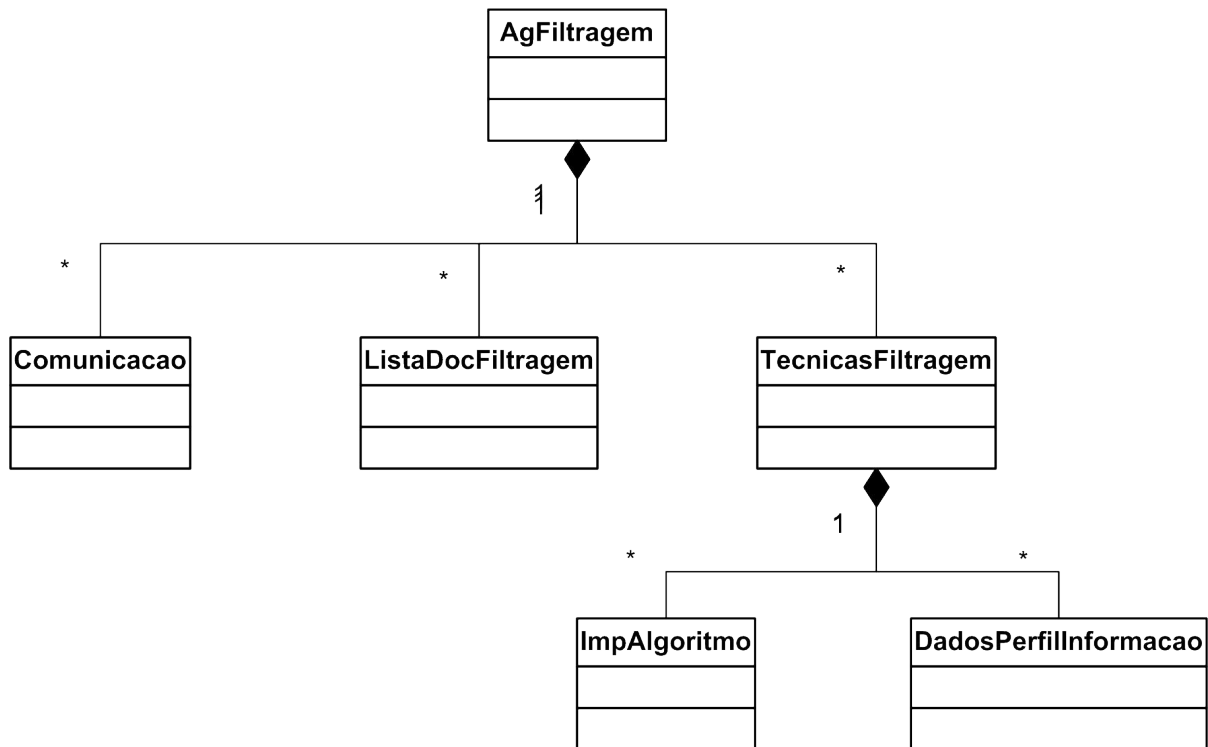 AgFiltragem
1
*
*
*
Comunicacao
ListaDocFiltragem
TecnicasFiltragem
1
*
*
ImpAlgoritmo
DadosPerfilInformacao